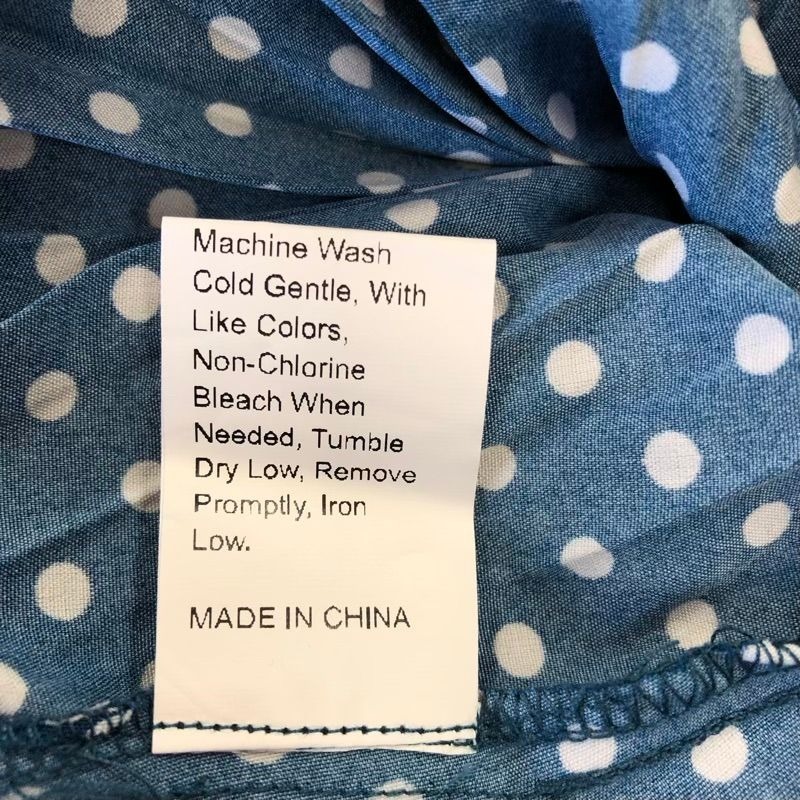 Machine Wash
Cold Gentle, With
Like Colors,
Non-Chlorine
Bleach When
Needed, Tumble
Dry Low, Remove
Promptly, Iron
Low.
MADE IN CHINA